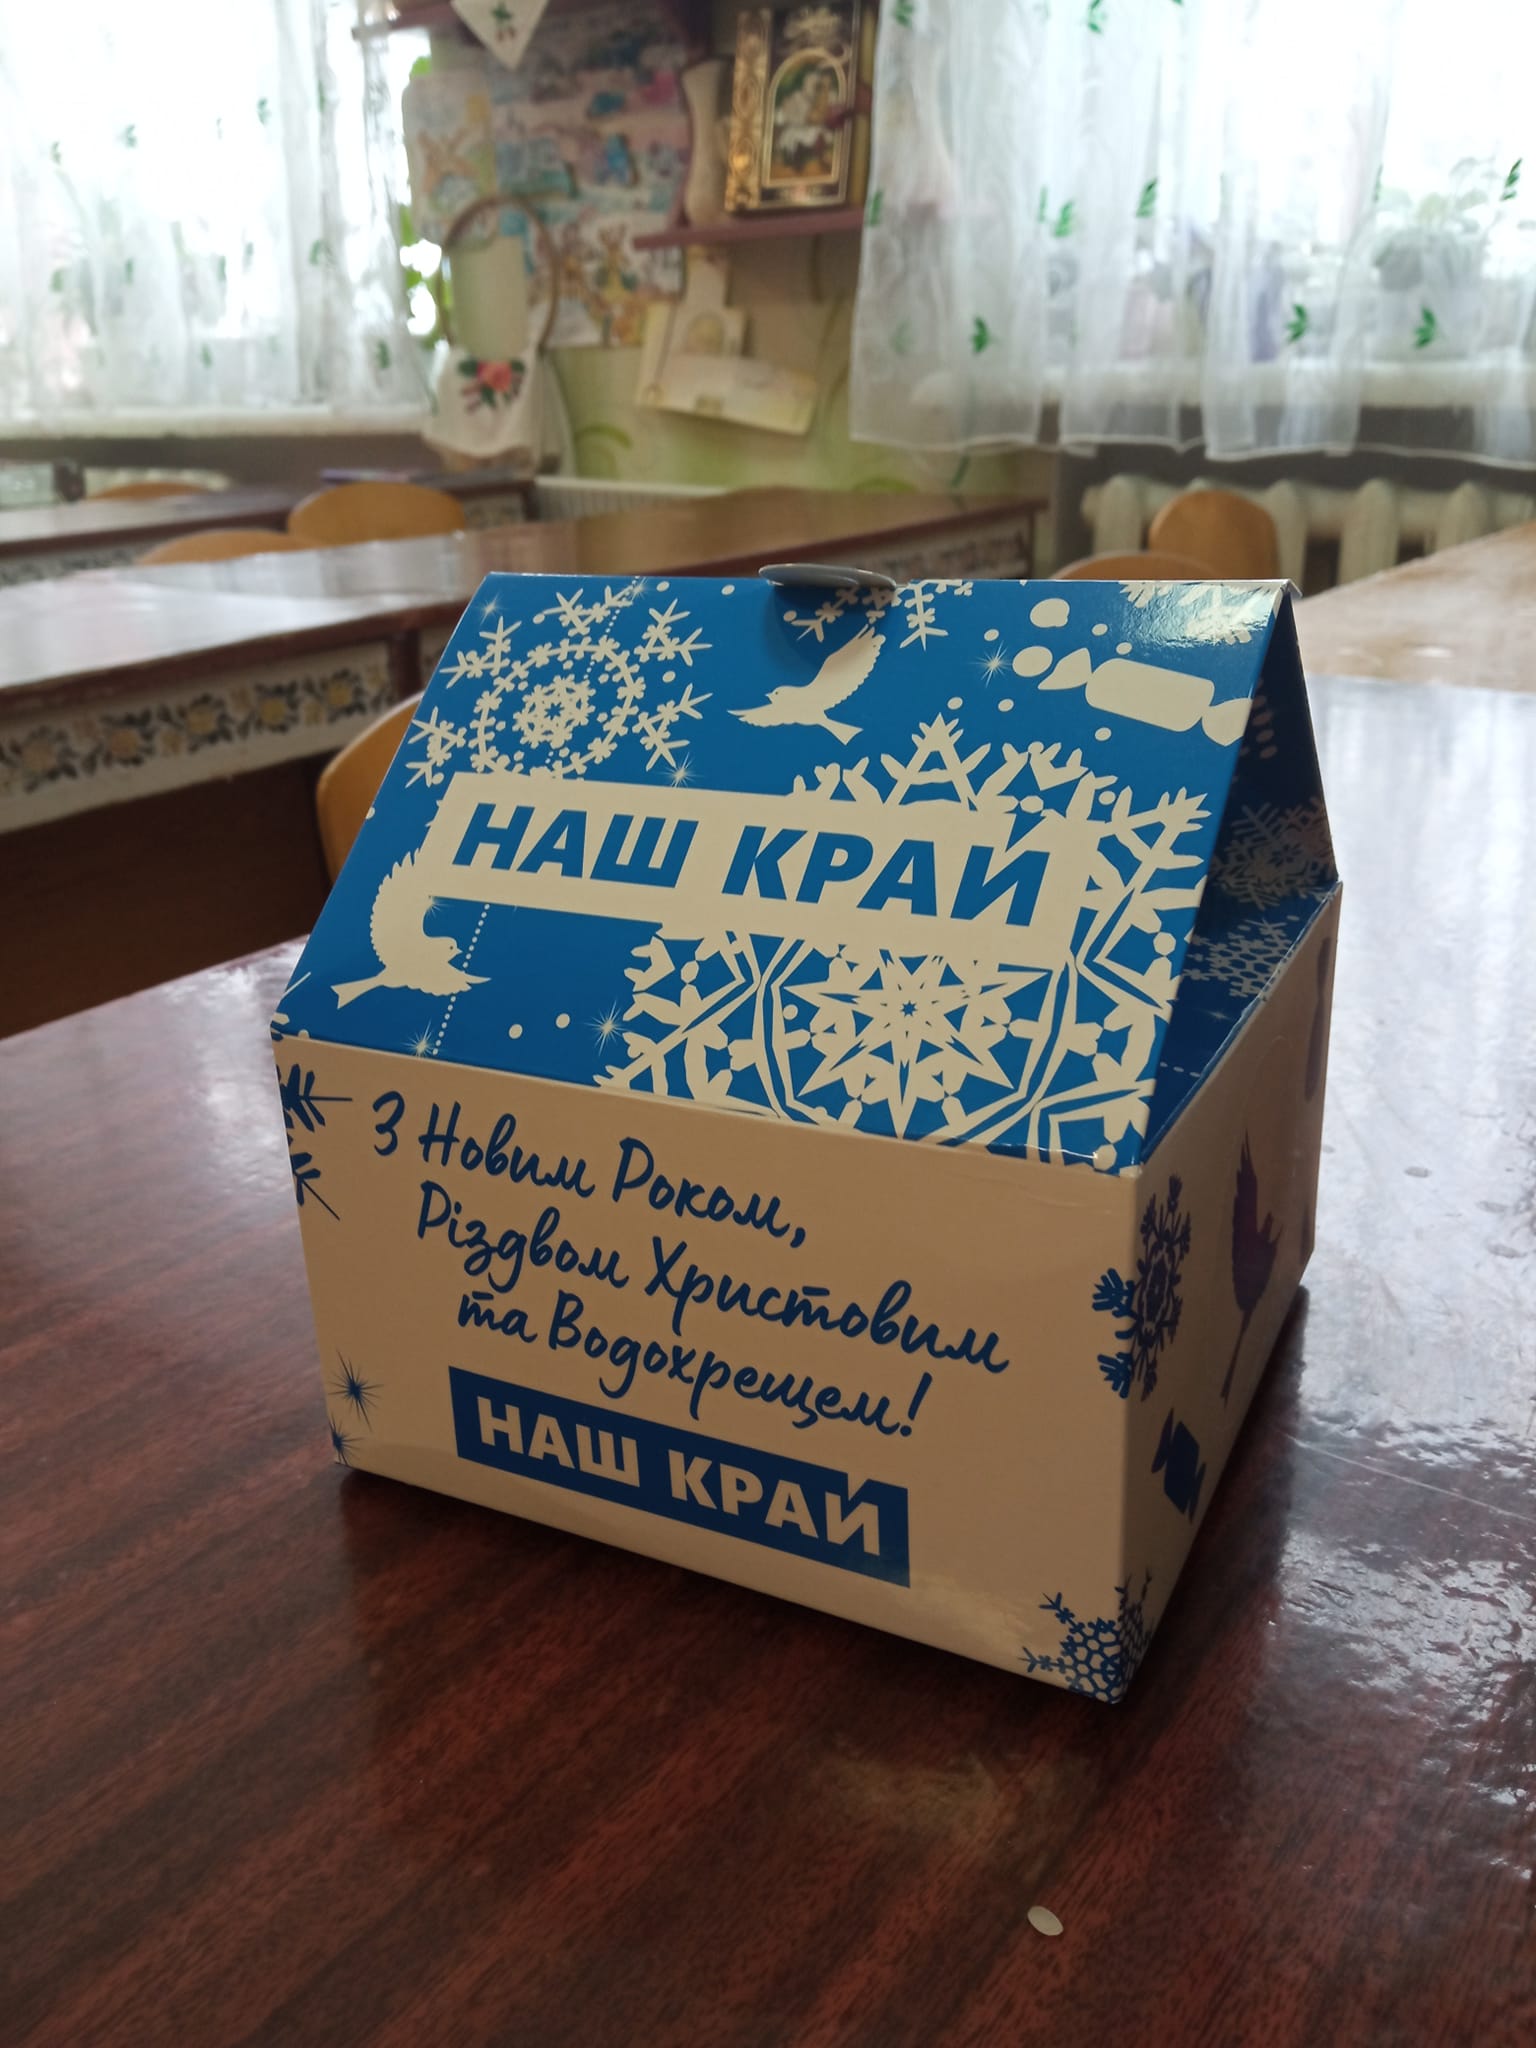 НАШ КРАЙ
З Новим Роком,
Різдвом Христовим
та Водохрещем!
НАШ КРАЙ